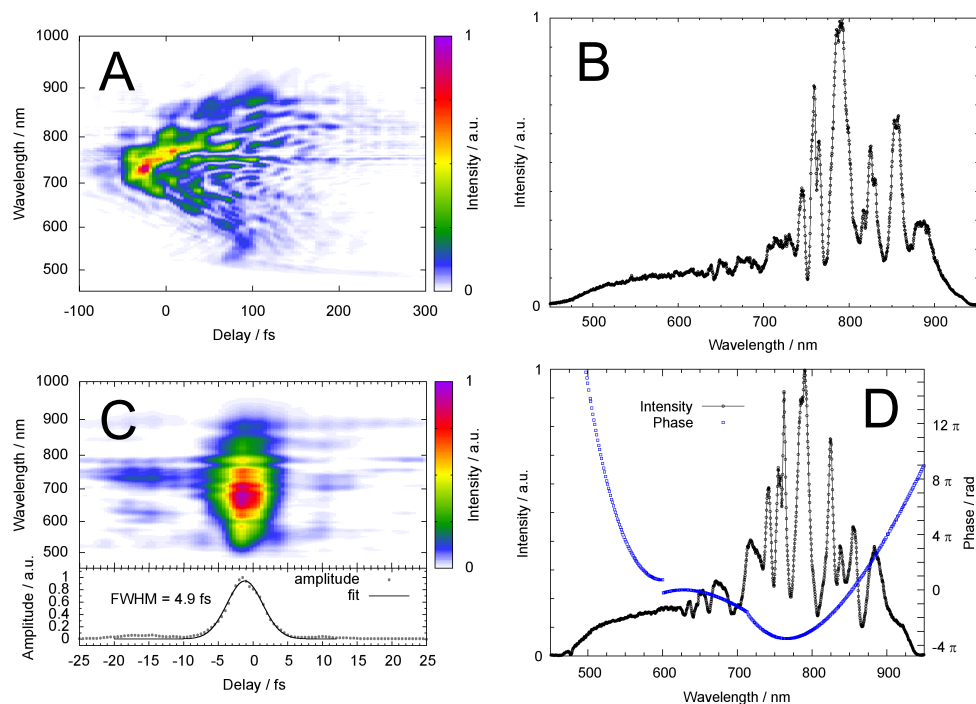 A
1000
900
800
700
600
500
Wavelength / nm
-100
0
100
200
300
Delay / fs
1
0
Intensity / a.u.
B
1
0
Intensity / a.u.
500
600
700
800
900
Wavelength / nm
C
1000
900
800
700
600
500
Wavelength / nm
1
0
Intensity / a.u.
1
0.8
0.6
0.4
0.2
0
Amplitude / a.u.
FWHM = 4.9 fs
amplitude
fit
-25
-20
-15
-10
-5
0
5
10
15
20
25
Delay / fs
D
1
0
Intensity / a.u.
Intensity
Phase
12 π
8 π
4 π
0
-4 π
Phase / rad
500
600
700
800
900
Wavelength / nm